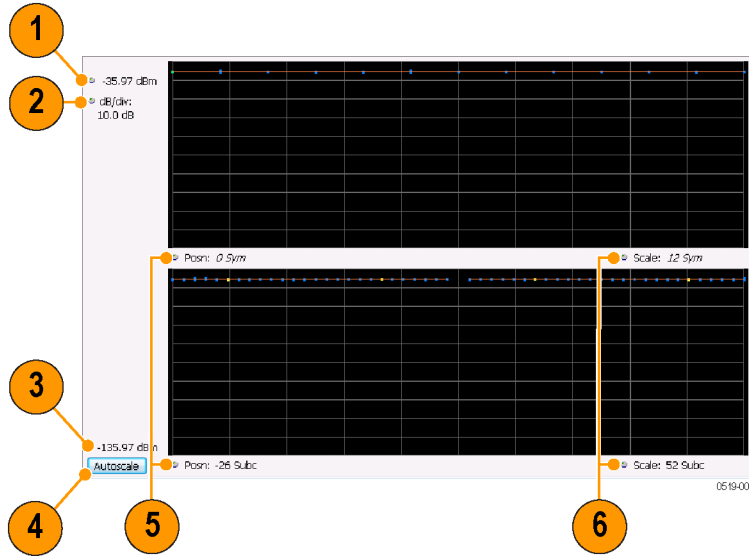 1
-35.97 dBm
2
dB/div:
10.0 dB
Posn: 0 Sym
Scale: 12 Sym
3
-135.97 dBm
Autoscale
Posn: -26 Subc
Scale: 52 Subc
0519-00
4
5
6